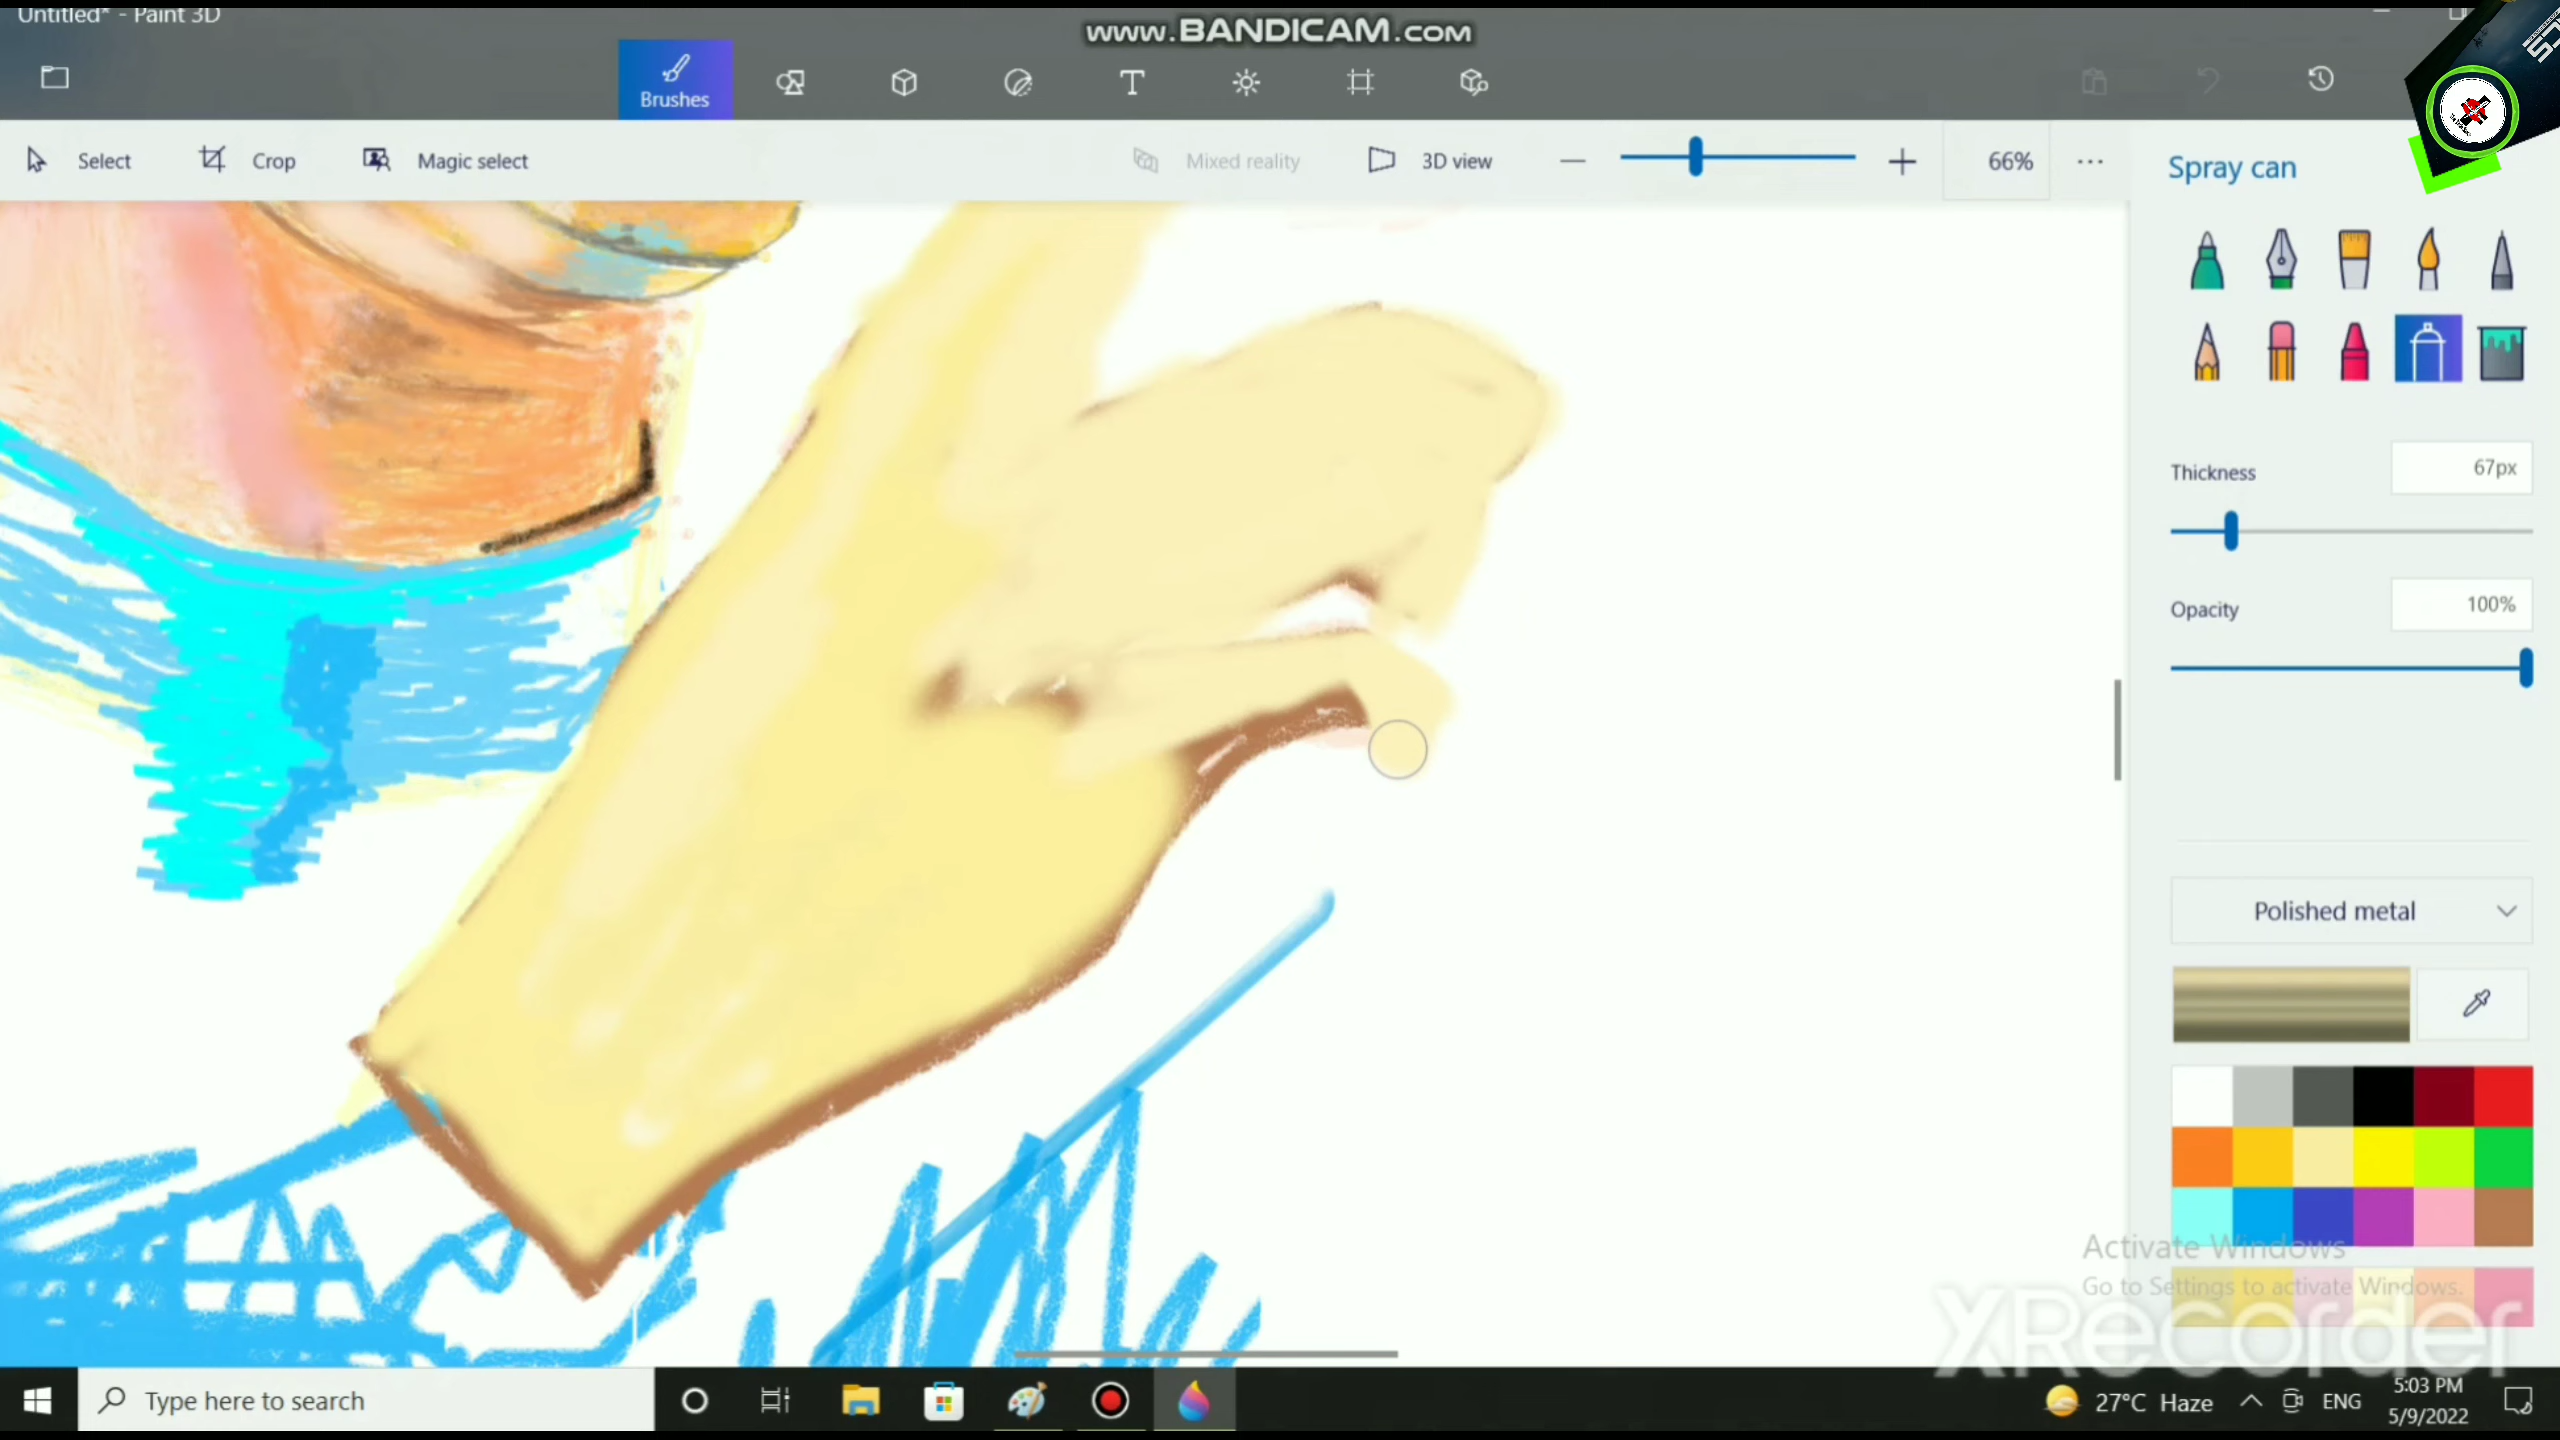 Untitled* - Paint 3D
www.BANDICAM.com
Brushes
Select
Crop
Magic select
Mixed reality
3D view
66%
Spray can
Thickness
67px
Opacity
100%
Polished metal
Activate Windows
Go to Settings to activate Windows.
XRecorder
Type here to search
27°C Haze
ENG
5:03 PM
5/9/2022